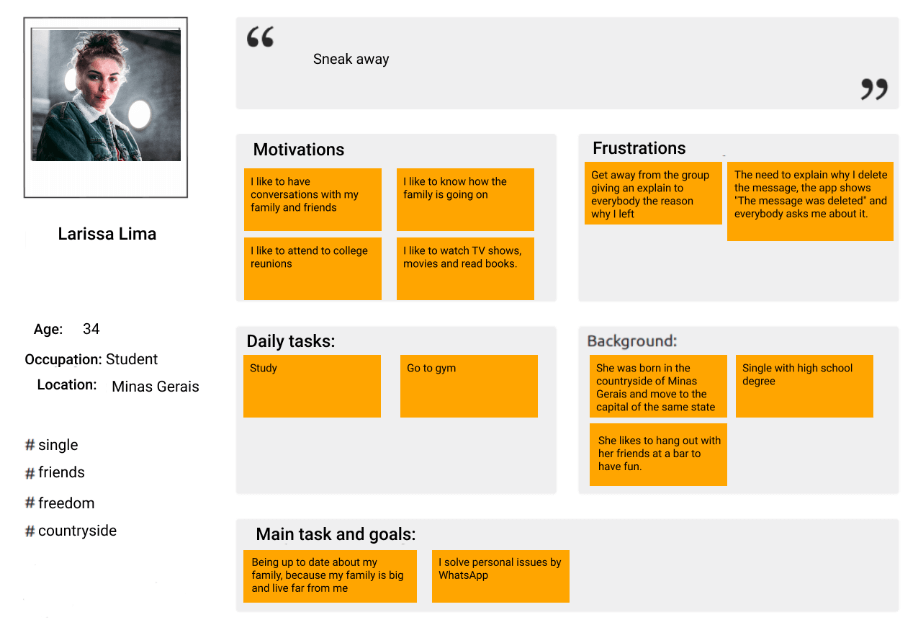 “
Sneak away
”
Larissa Lima
Age: 34
Occupation: Student
Location: Minas Gerais
# single
# friends
# freedom
# countryside
Motivations
I like to have
conversations with my
family and friends
I like to know how the
family is going on
I like to attend to college
reunions
I like to watch TV shows,
movies and read books.
Frustrations
Get away from the group
giving an explain to
everybody the reason
why I left
The need to explain why I delete
the message, the app shows
"The message was deleted" and
everybody asks me about it.
Daily tasks:
Study
Go to gym
Background:
She was born in the
countryside of Minas
Gerais and move to the
capital of the same state
Single with high school
degree
She likes to hang out with
her friends at a bar to
have fun.
Main task and goals:
Being up to date about my
family, because my family is big
and live far from me
I solve personal issues by
WhatsApp